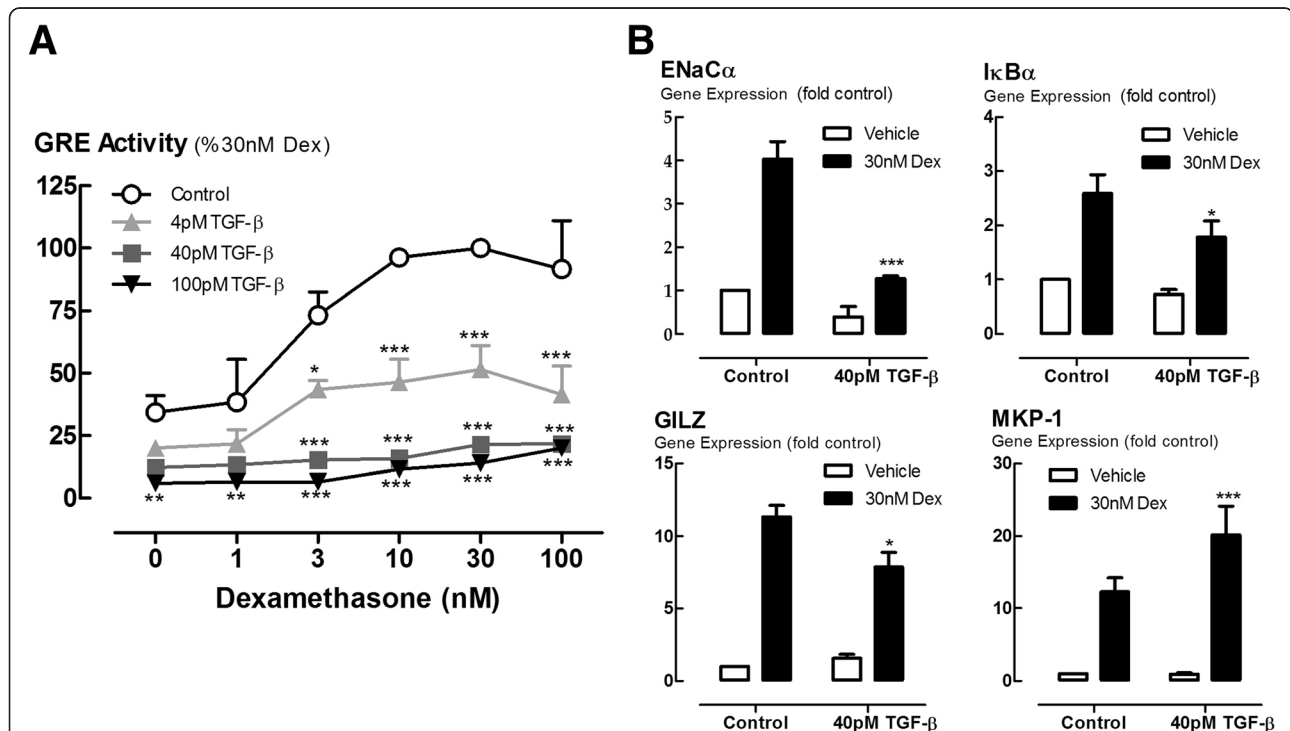 A
GRE Activity (%30nM Dex)
125
100
75
50
25
0
Control
4pM TGF-β
40pM TGF-β
100pM TGF-β
*
***
***
***
***
***
***
***
**
**
***
***
***
***
0
1
3
10
30
100
Dexamethasone (nM)
B
ENaCα
Gene Expression (fold control)
5
4
3
2
1
0
Vehicle
30nM Dex
***
Control
40pM TGF-β
IκBα
Gene Expression (fold control)
4
3
2
1
0
Vehicle
30nM Dex
*
Control
40pM TGF-β
GILZ
Gene Expression (fold control)
15
10
5
0
Vehicle
30nM Dex
*
Control
40pM TGF-β
MKP-1
Gene Expression (fold control)
30
20
10
0
Vehicle
30nM Dex
***
Control
40pM TGF-β